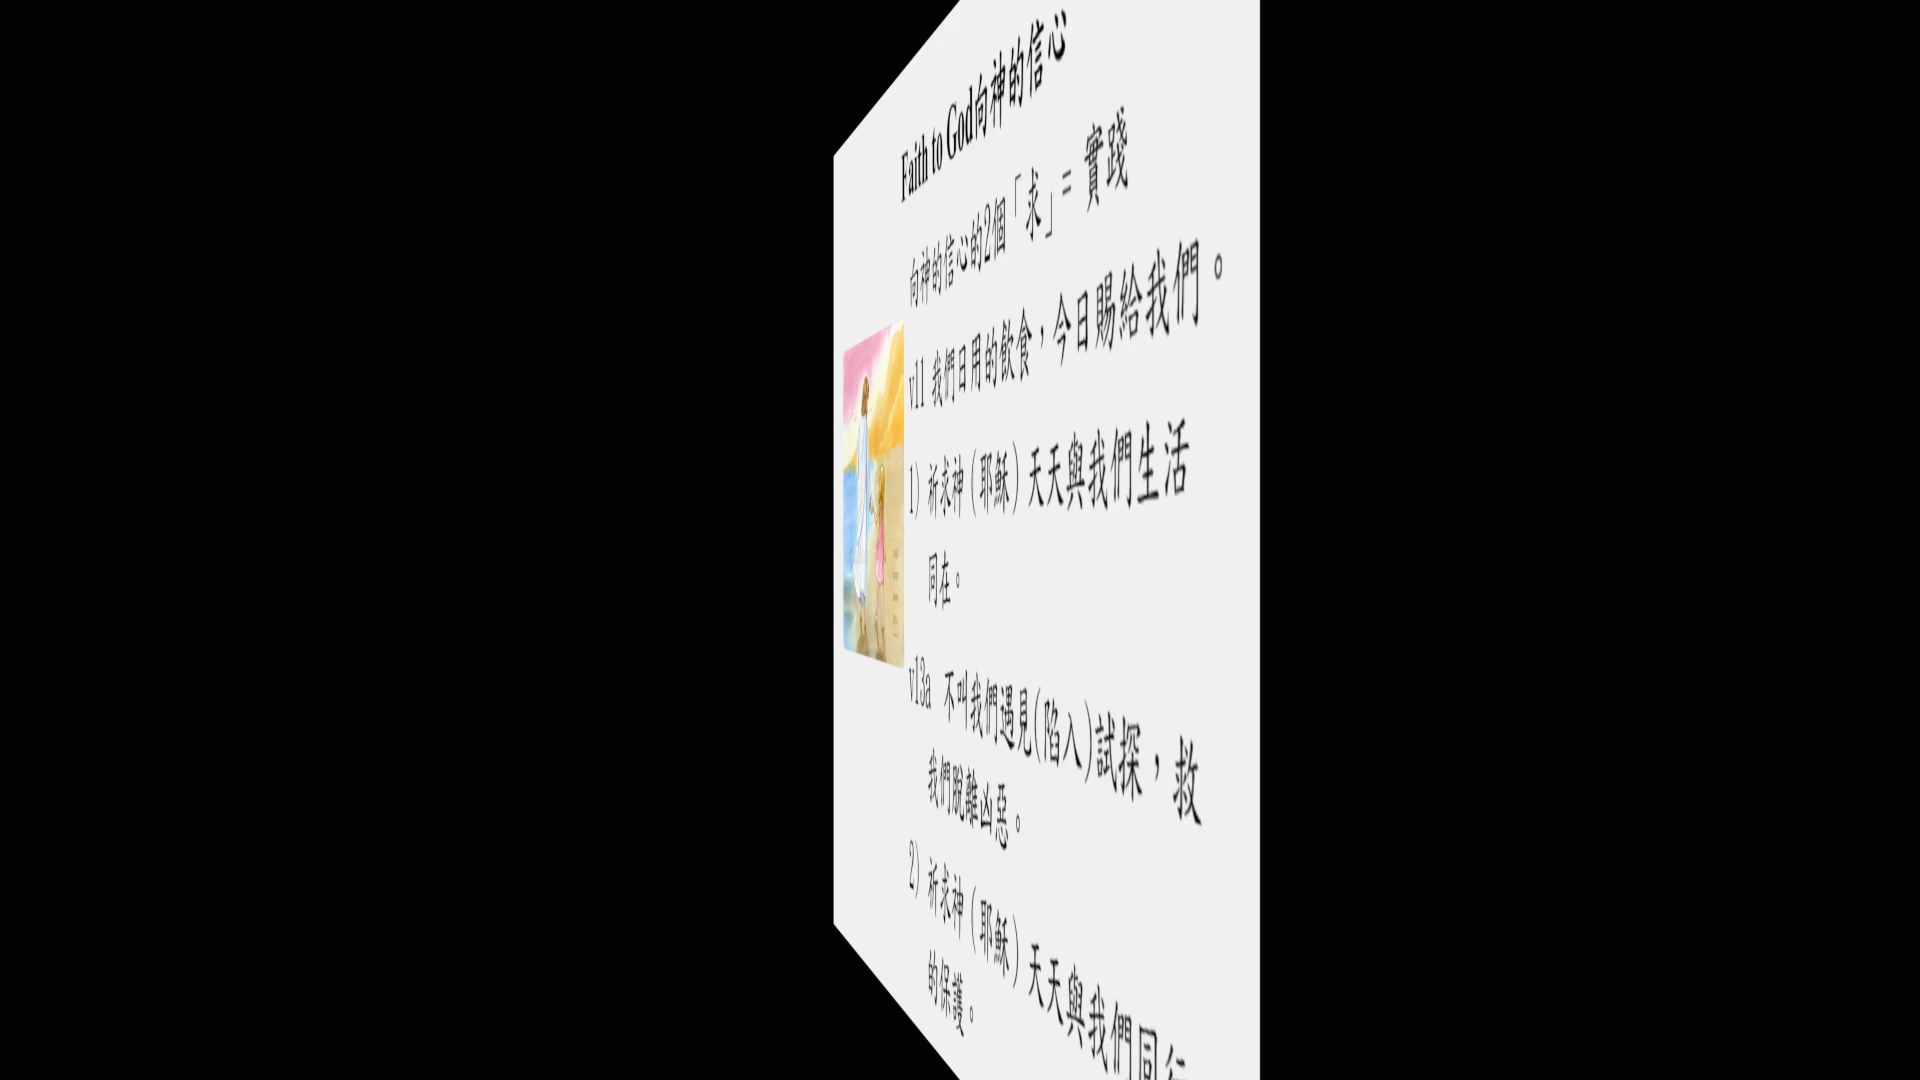 Faith to God向神的信心
向神的信心的2個「求」= 實踐
v11 我們日用的飲食，今日賜給我們。
1) 祈求神 (耶穌) 天天與我們生活
同在。
v13a 不叫我們遇見(陷入)試探，救
我們脫離凶惡。
2) 祈求神 (耶穌) 天天與我們同行
的保護。